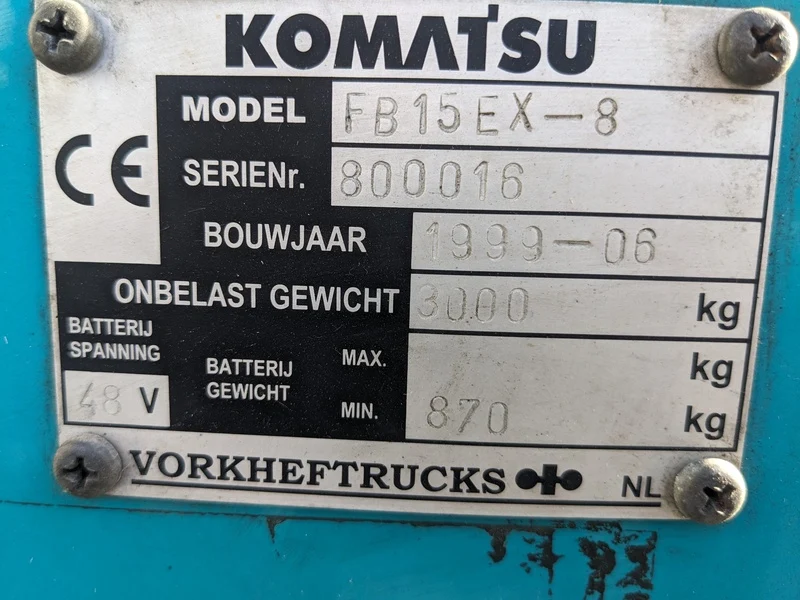 KOMATSU
CE
MODEL FB15EX-8
SERIENr. 800016
BOUWJAAR 1999-06
ONBELAST GEWICHT 3000 kg
BATTERIJ SPANNING 48 V
BATTERIJ GEWICHT
MAX. kg
MIN. 870 kg
VORKHEFTRUCKS NL